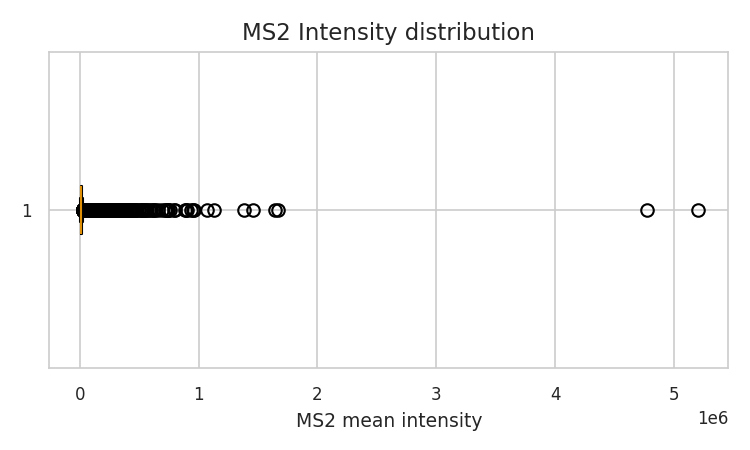 MS2 Intensity distribution
1
0 1 2 3 4 5
1e6
MS2 mean intensity